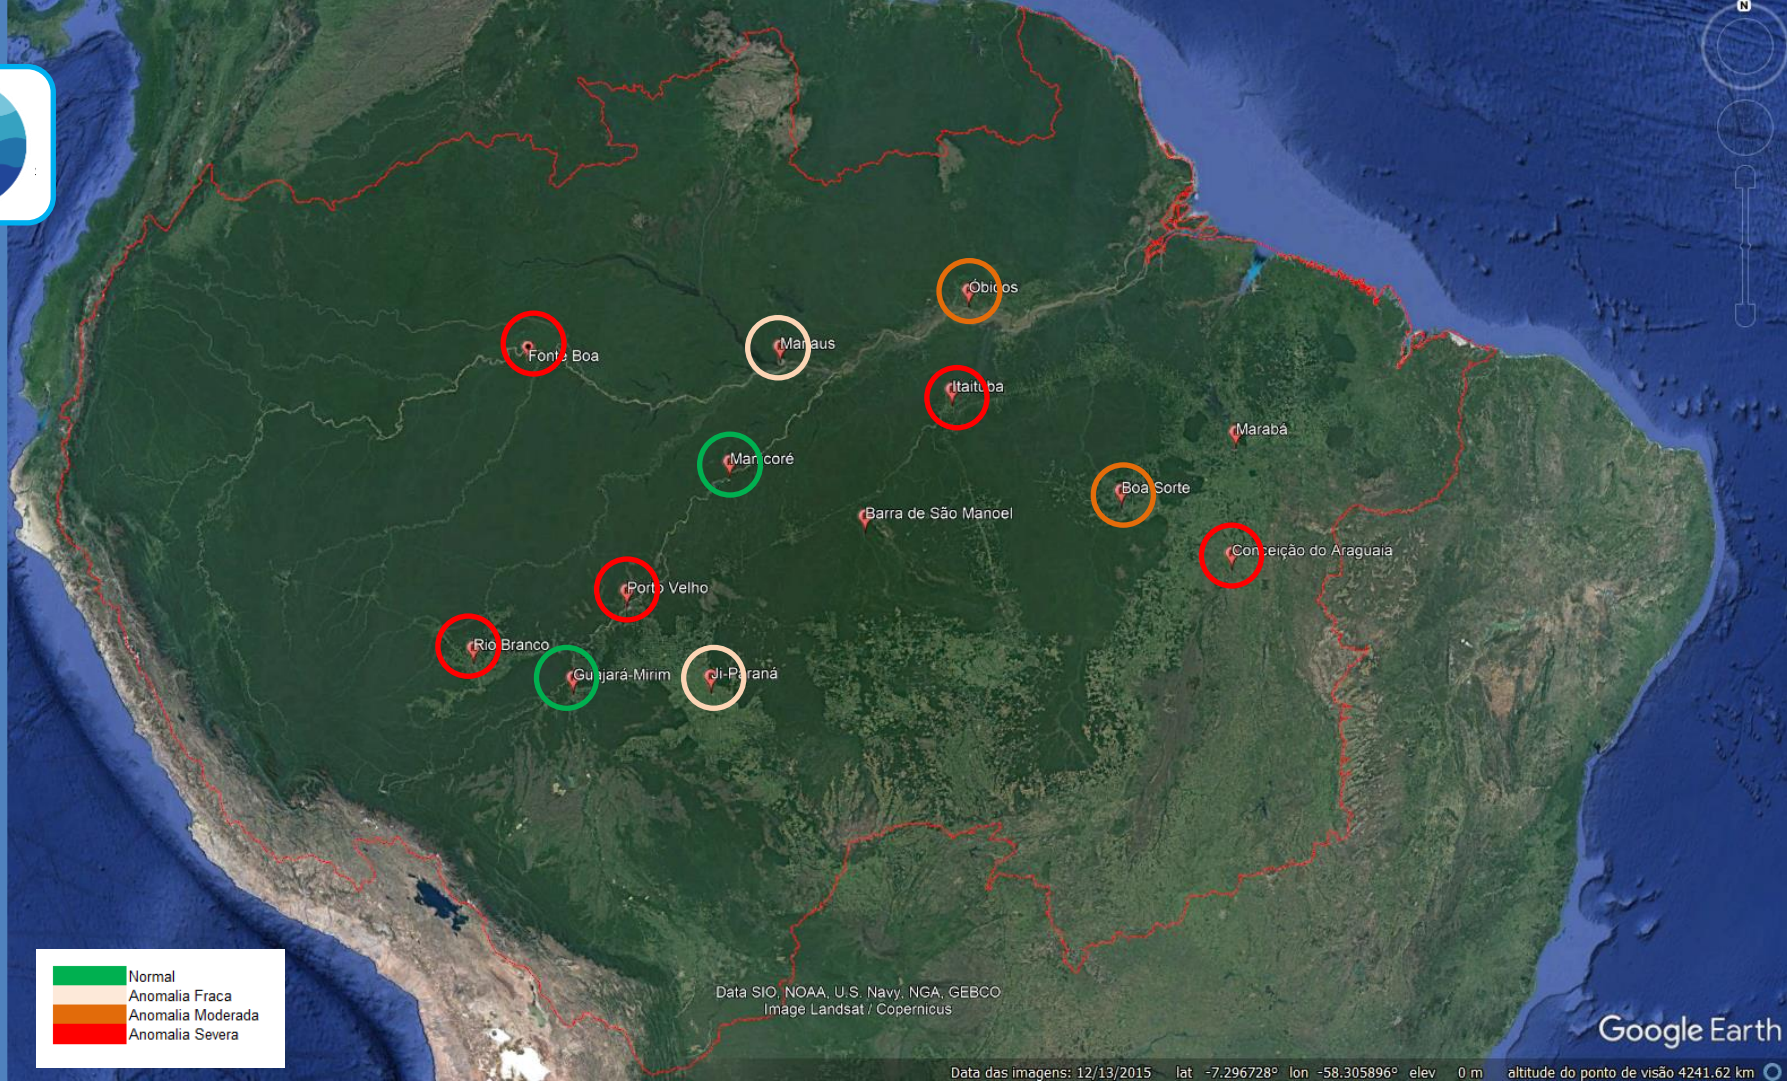 N
Óbidos
Manaus
Fonte Boa
Itaituba
Marabá
Manicoré
Boa Sorte
Barra de São Manoel
Conceição do Araguaia
Porto Velho
Rio Branco
Guajará-Mirim
Ji-Paraná
Normal
Anomalia Fraca
Anomalia Moderada
Anomalia Severa
Data SIO, NOAA, U.S. Navy, NGA, GEBCO
Image Landsat / Copernicus
Google Earth
Data das imagens: 12/13/2015 lat -7.296728° lon -58.305896° elev 0 m altitude do ponto de visão 4241.62 km